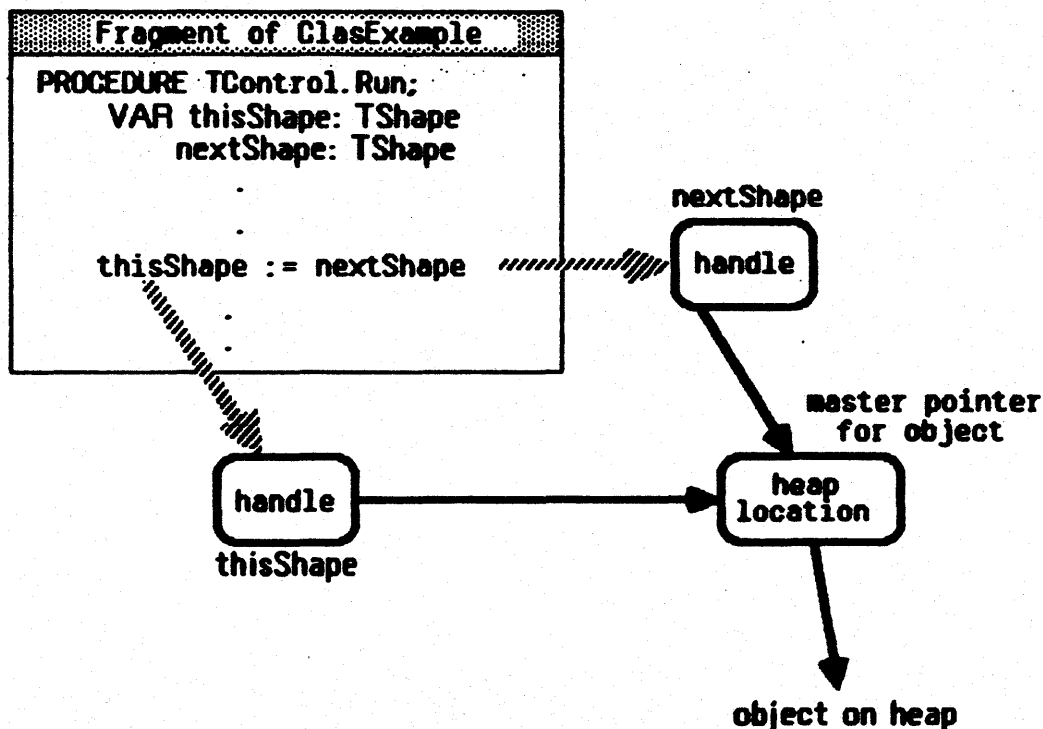 Fragment of ClasExample
PROCEDURE TControl.Run;
VAR thisShape: TShape
nextShape: TShape
.
.
thisShape := nextShape
.
.
nextShape
handle
master pointer
for object
heap
location
handle
thisShape
object on heap